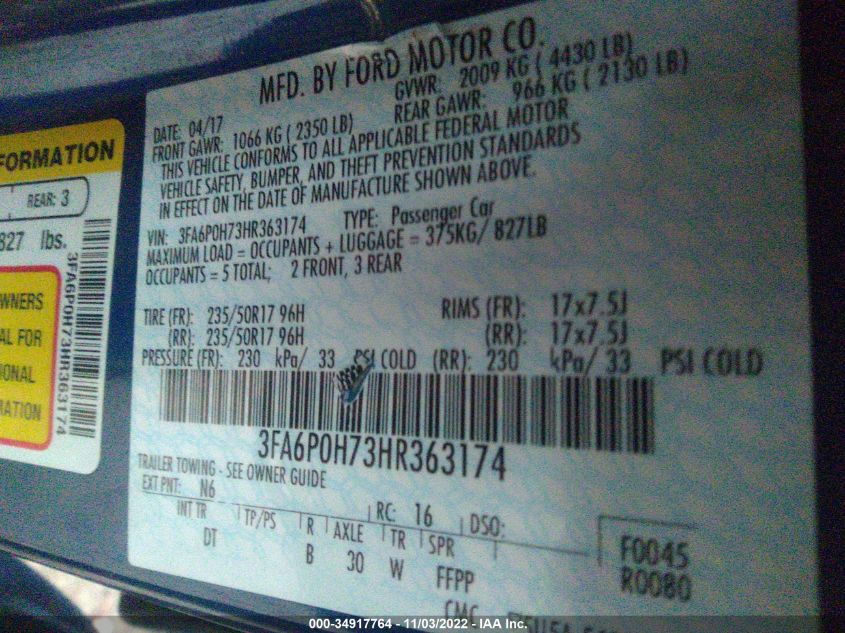 MFD. BY FORD MOTOR CO.
DATE: 04/17 GVWR: 2009 KG ( 4430 LB)
FRONT GAWR: 1066 KG ( 2350 LB) REAR GAWR: 966 KG ( 2130 LB)
THIS VEHICLE CONFORMS TO ALL APPLICABLE FEDERAL MOTOR
VEHICLE SAFETY, BUMPER, AND THEFT PREVENTION STANDARDS
IN EFFECT ON THE DATE OF MANUFACTURE SHOWN ABOVE.
VIN: 3FA6P0H73HR363174 TYPE: Passenger Car
MAXIMUM LOAD = OCCUPANTS + LUGGAGE = 375KG/ 827LB
OCCUPANTS = 5 TOTAL; 2 FRONT, 3 REAR
TIRE (FR): 235/50R17 96H RIMS (FR): 17x7.5J
(RR): 235/50R17 96H (RR): 17x7.5J
PRESSURE (FR): 230 kPa/ 33 PSI COLD (RR): 230 kPa/ 33 PSI COLD
3FA6P0H73HR363174
TRAILER TOWING - SEE OWNER GUIDE
EXT PNT: N6 RC: 16 DSO:
INT TR TP/PS R AXLE TR SPR F0045
DT B 30 W FFPP R0080
CMC
FORMATION
REAR: 3
827 lbs.
3FA6P0H73HR363174
WNERS
AL FOR
IONAL
MATION
000-34917764 - 11/03/2022 - IAA Inc.